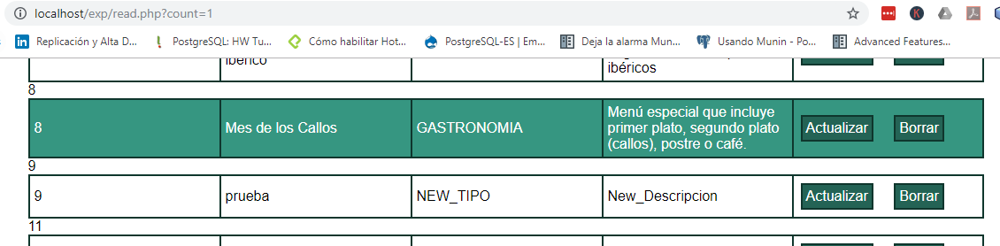 localhost/exp/read.php?count=1
Replicación y Alta D... PostgreSQL: HW Tu... Cómo habilitar Hot... PostgreSQL-ES | Em... Deja la alarma Mun... Usando Munin - Po... Advanced Features...
ibérico
ibéricos
8
8 Mes de los Callos GASTRONOMIA Menú especial que incluye
primer plato, segundo plato
(callos), postre o café.
Actualizar Borrar
9
9 prueba NEW_TIPO New_Descripcion Actualizar Borrar
11